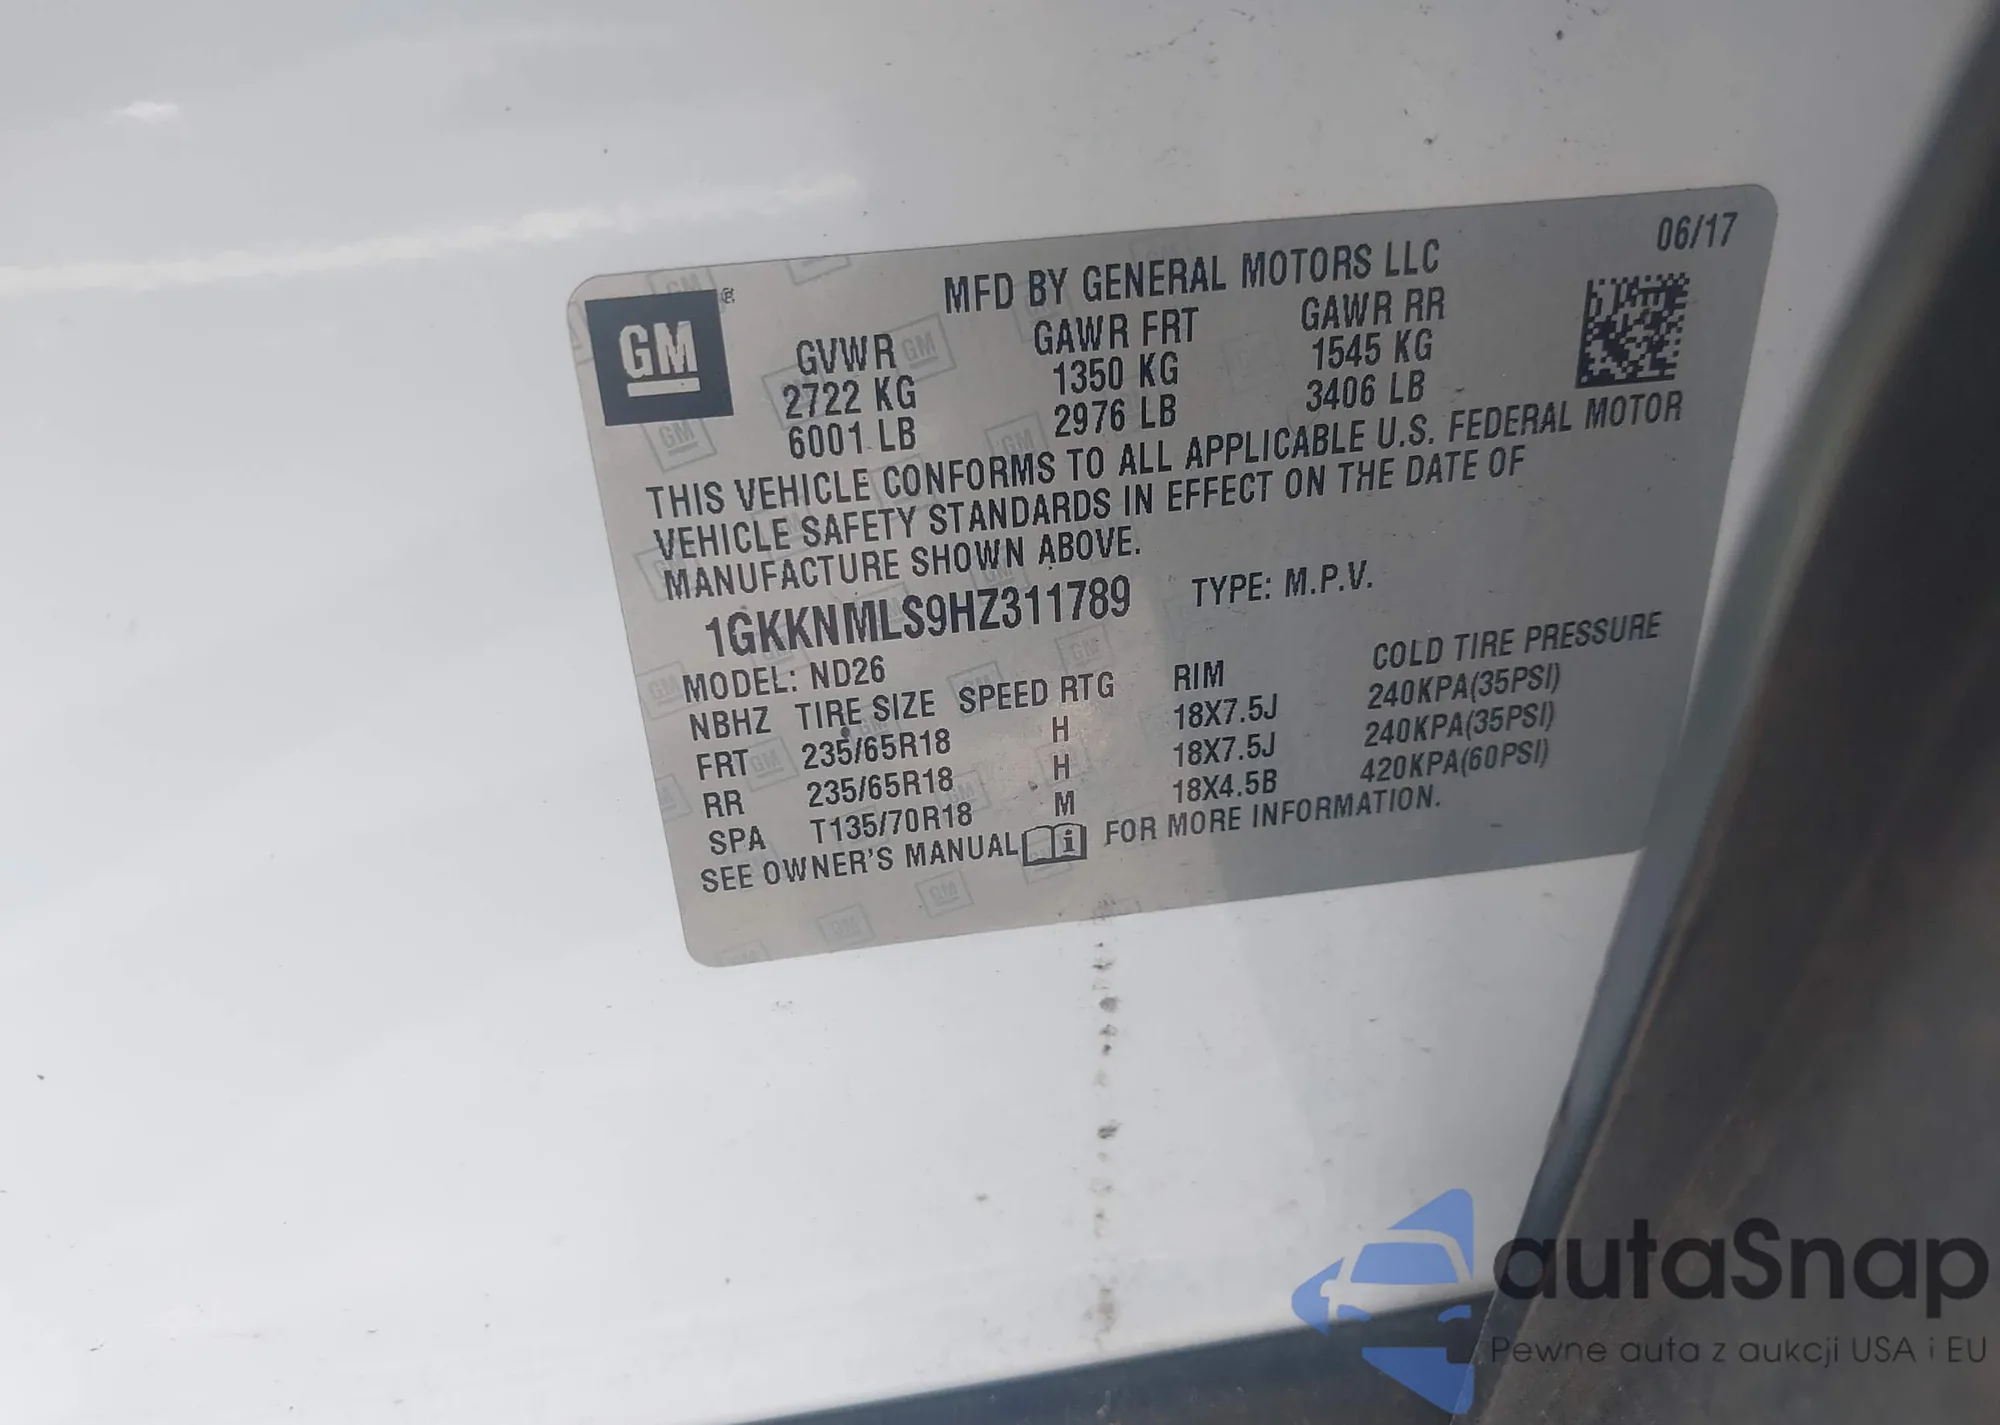 06/17
MFD BY GENERAL MOTORS LLC
GM ®
GVWR GAWR FRT GAWR RR
2722 KG 1350 KG 1545 KG
6001 LB 2976 LB 3406 LB
THIS VEHICLE CONFORMS TO ALL APPLICABLE U.S. FEDERAL MOTOR
VEHICLE SAFETY STANDARDS IN EFFECT ON THE DATE OF
MANUFACTURE SHOWN ABOVE.
1GKKNMLS9HZ311789 TYPE: M.P.V.
MODEL: ND26
NBHZ TIRE SIZE SPEED RTG RIM COLD TIRE PRESSURE
FRT 235/65R18 H 18X7.5J 240KPA(35PSI)
RR 235/65R18 H 18X7.5J 240KPA(35PSI)
SPA T135/70R18 M 18X4.5B 420KPA(60PSI)
SEE OWNER'S MANUAL i FOR MORE INFORMATION.
autaSnap
Pewne auta z aukcji USA i EU